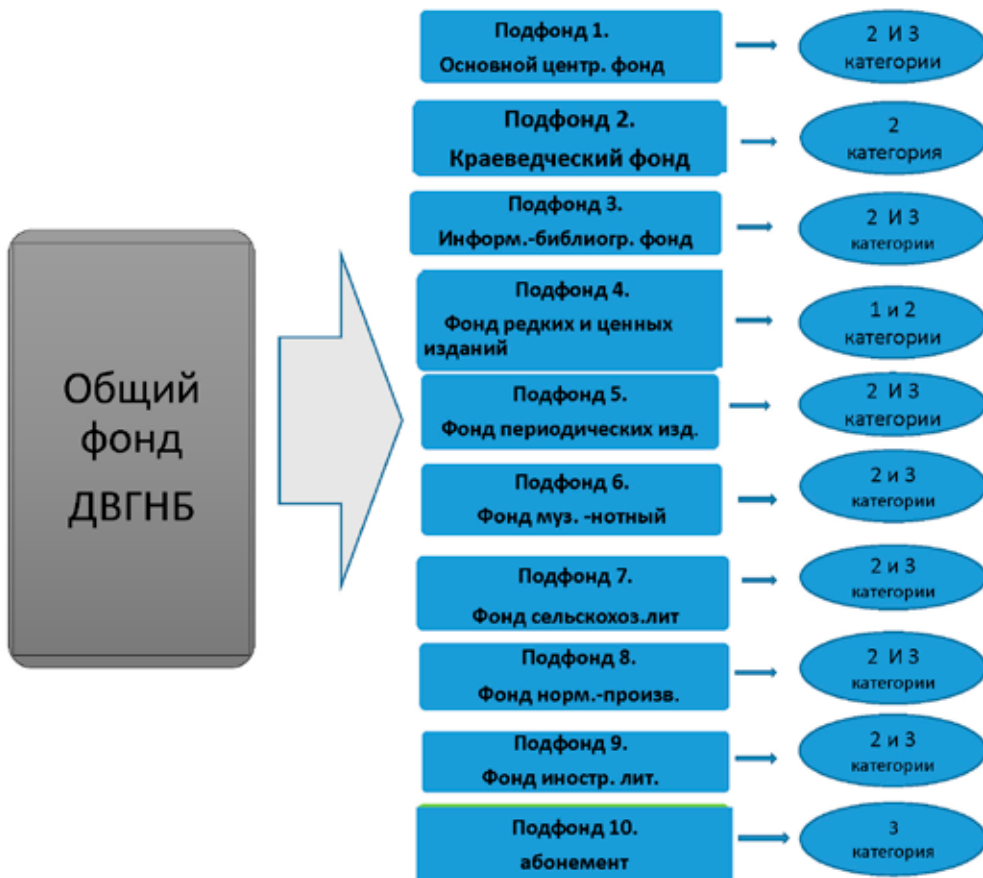 Общий
фонд
ДВГНБ
Подфонд 1.
Основной центр. фонд
2 И 3
категории
Подфонд 2.
Краеведческий фонд
2
категория
Подфонд 3.
Информ.-библиогр. фонд
2 И 3
категории
Подфонд 4.
Фонд редких и ценных
изданий
1 и 2
категории
Подфонд 5.
Фонд периодических изд.
2 И 3
категории
Подфонд 6.
Фонд муз. -нотный
2 и 3
категории
Подфонд 7.
Фонд сельскохоз.лит
2 и 3
категории
Подфонд 8.
Фонд норм.-произв.
2 И 3
категории
Подфонд 9.
Фонд иностр. лит.
2 и 3
категории
Подфонд 10.
абонемент
3
категория